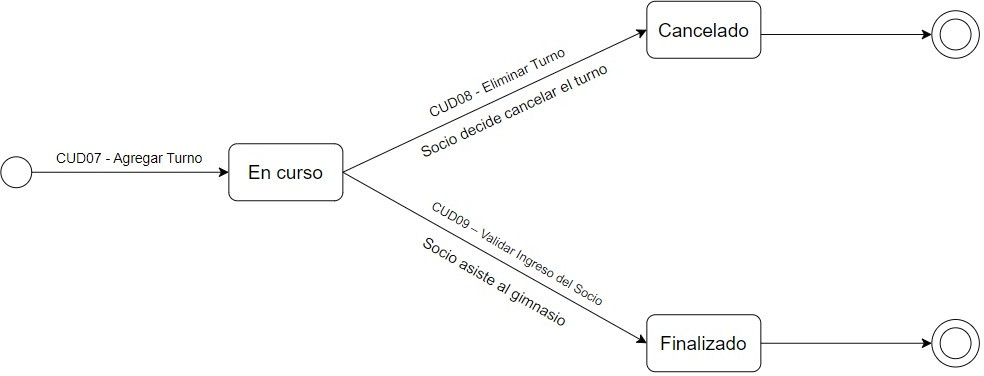 Cancelado
CUD08 - Eliminar Turno
Socio decide cancelar el turno
CUD07 - Agregar Turno
En curso
CUD09 – Validar Ingreso del Socio
Socio asiste al gimnasio
Finalizado